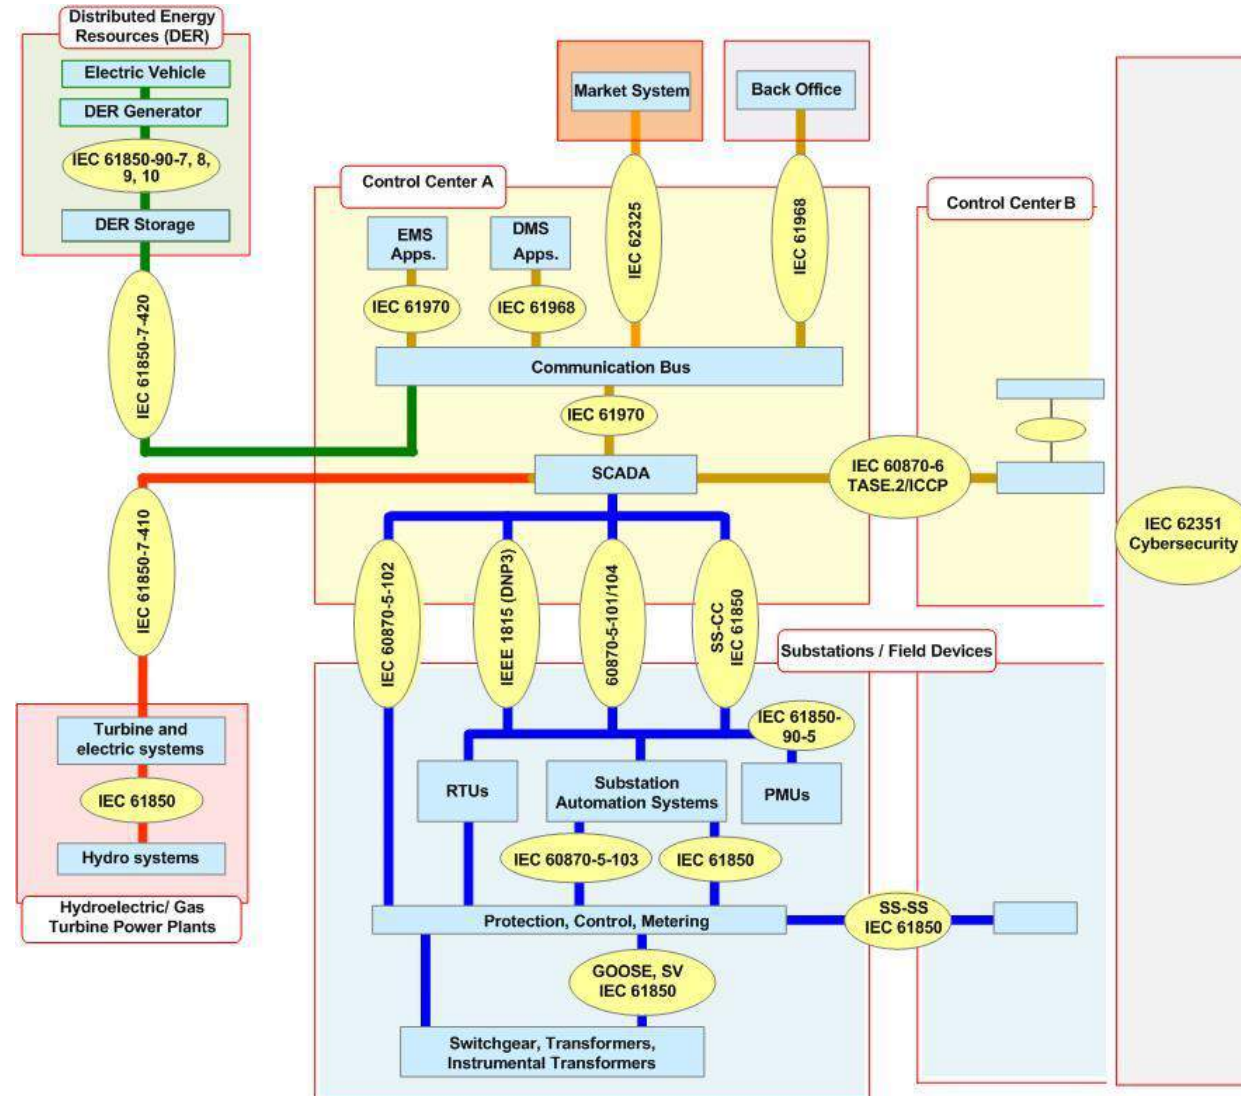 Distributed Energy
Resources (DER)
Electric Vehicle
DER Generator
IEC 61850-90-7, 8,
9, 10
DER Storage
IEC 61850-7-420
Market System
Back Office
IEC 62325
IEC 61968
Control Center A
EMS
Apps.
DMS
Apps.
IEC 61970
IEC 61968
Communication Bus
IEC 61970
SCADA
Control Center B
IEC 60870-6
TASE.2/ICCP
IEC 62351
Cybersecurity
IEC 61850-7-410
IEC 60870-5-102
IEEE 1815 (DNP3)
60870-5-101/104
SS-CC
IEC 61850
Substations / Field Devices
IEC 61850-
90-5
Turbine and
electric systems
IEC 61850
Hydro systems
Hydroelectric/ Gas
Turbine Power Plants
RTUs
Substation
Automation Systems
PMUs
IEC 60870-5-103
IEC 61850
Protection, Control, Metering
SS-SS
IEC 61850
GOOSE, SV
IEC 61850
Switchgear, Transformers,
Instrumental Transformers